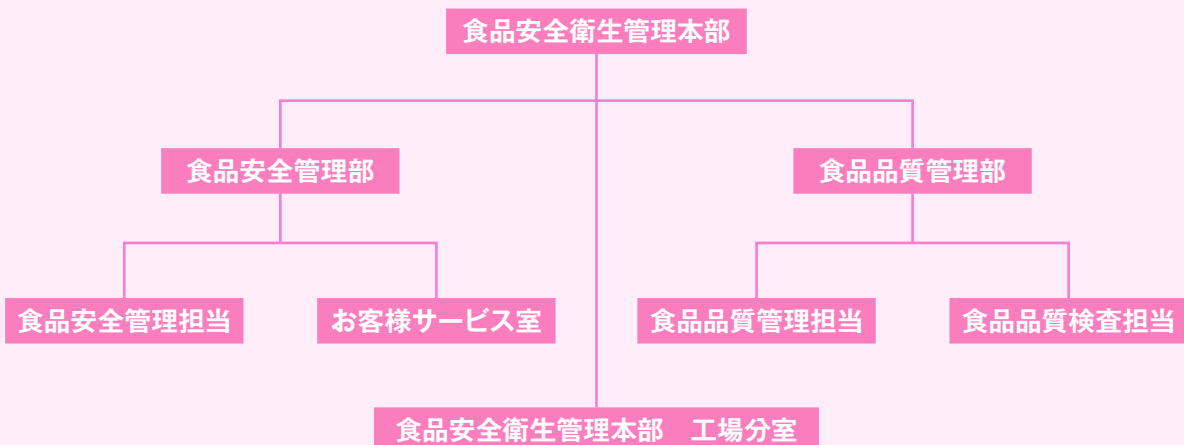 食品安全衛生管理本部
食品安全管理部
食品品質管理部
食品安全管理担当
お客様サービス室
食品品質管理担当
食品品質検査担当
食品安全衛生管理本部　工場分室